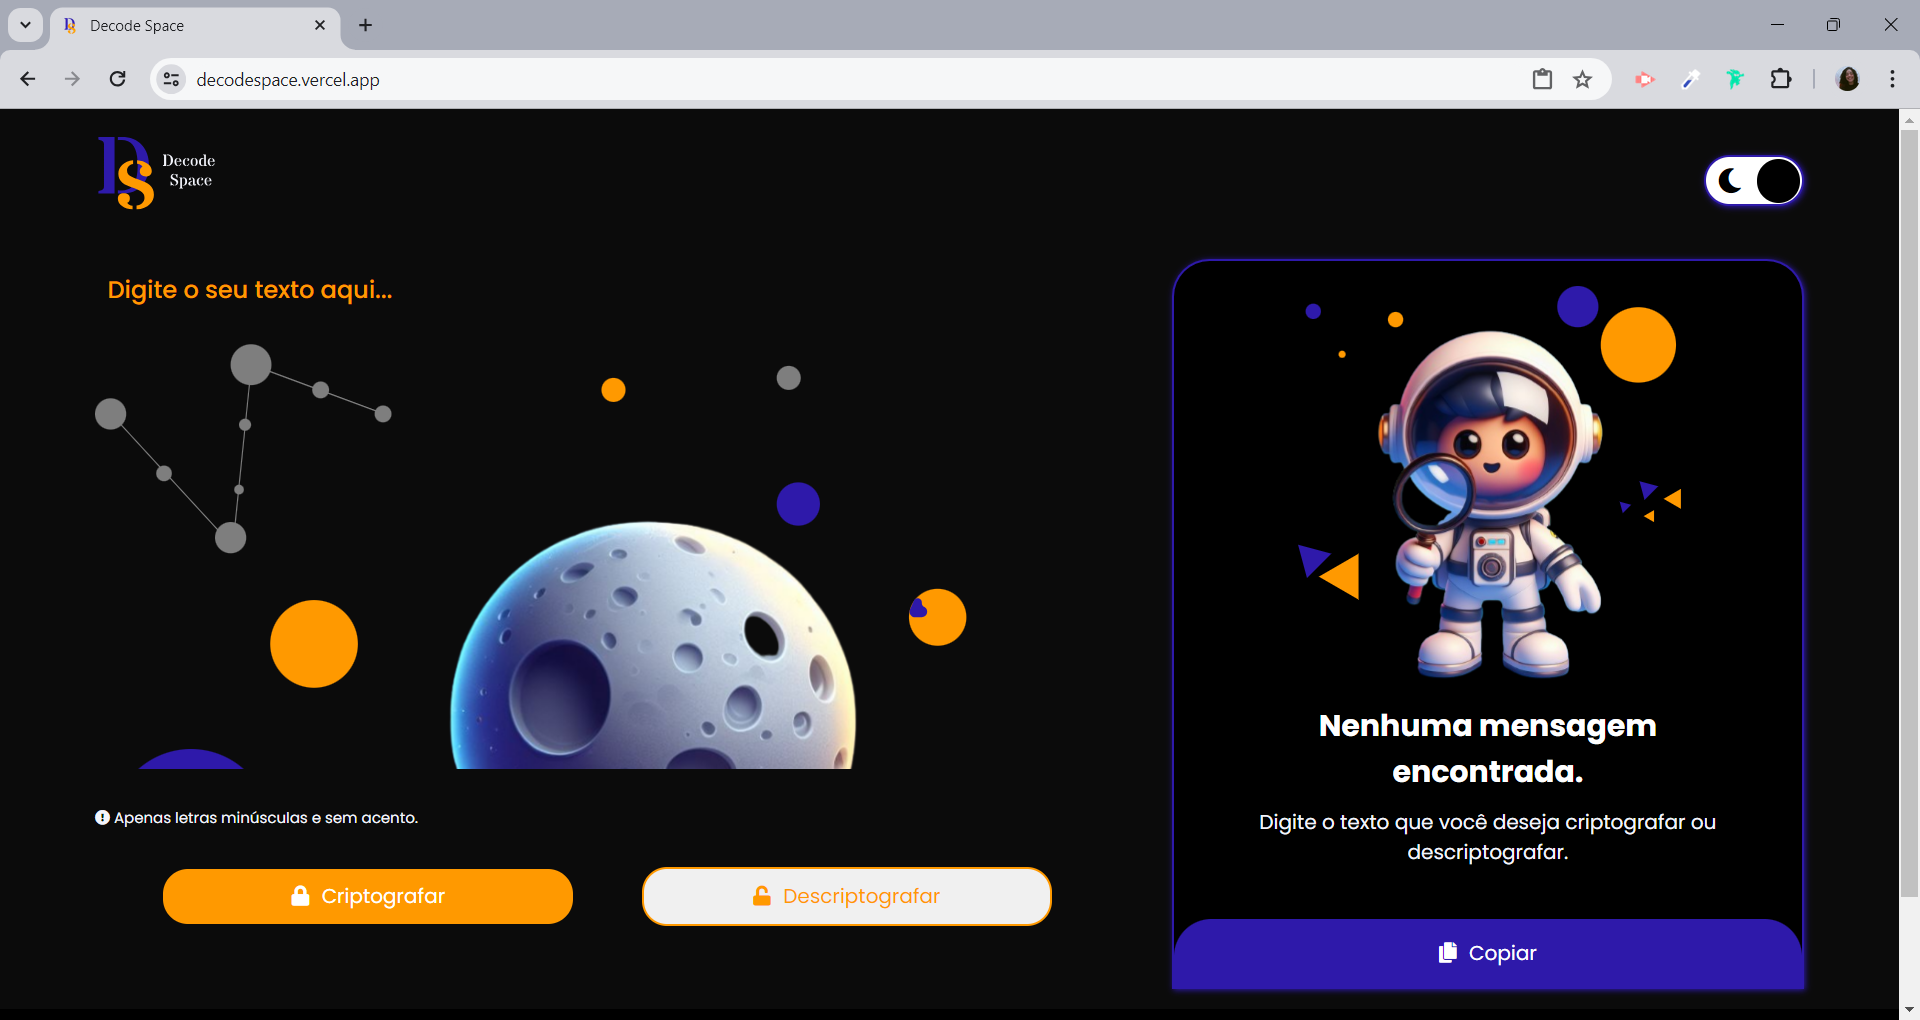 Decode Space
decodespace.vercel.app
DS
Decode
Space
Digite o seu texto aqui...
Apenas letras minúsculas e sem acento.
Criptografar
Descriptografar
Nenhuma mensagem
encontrada.
Digite o texto que você deseja criptografar ou
descriptografar.
Copiar